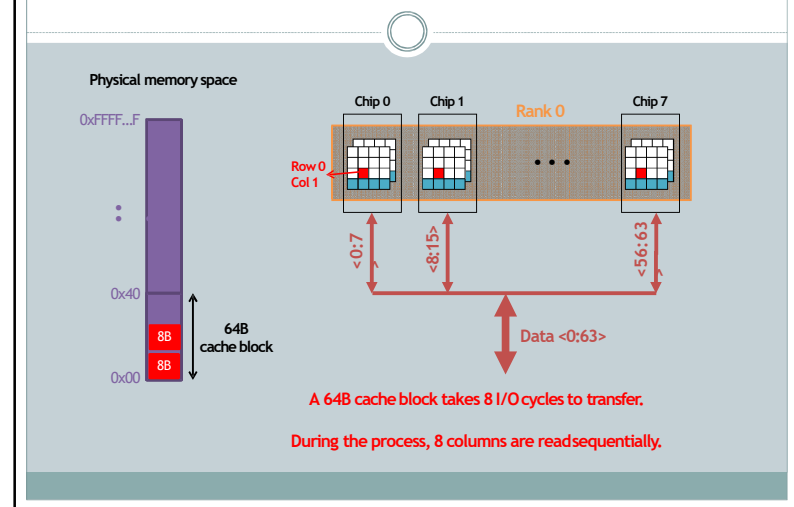 Physical memory space
0xFFFF...F
:
0x40
8B
8B
0x00
64B
cache block
Chip 0
Chip 1
Rank 0
Chip 7
Row 0
Col 1
...
<0:7
>
<8:15>
<56:63
>
Data <0:63>
A 64B cache block takes 8 I/O cycles to transfer.
During the process, 8 columns are readsequentially.